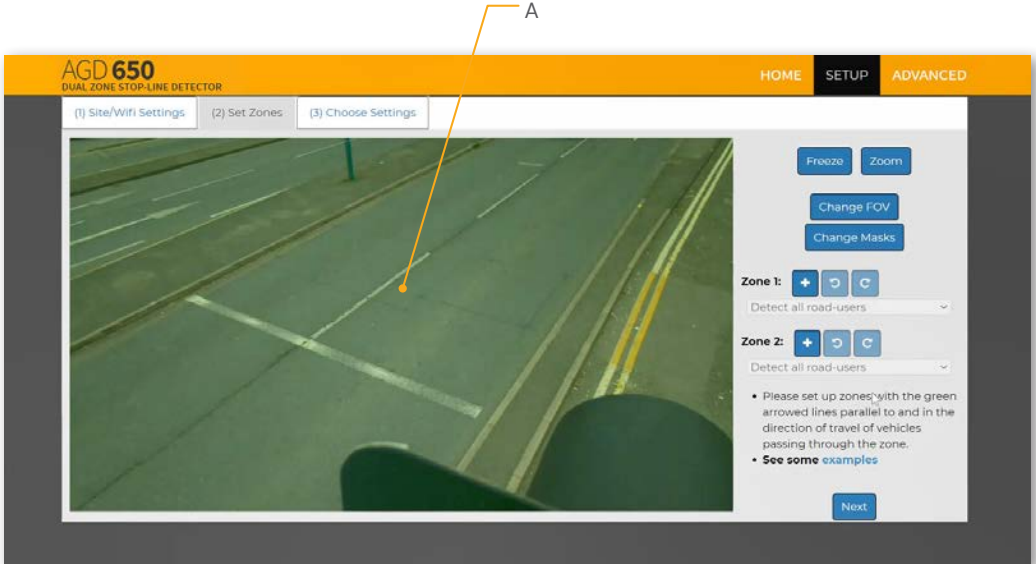 A
AGD 650
DUAL ZONE STOP-LINE DETECTOR
HOME SETUP ADVANCED
(1) Site/Wifi Settings (2) Set Zones (3) Choose Settings
Freeze Zoom
Change FOV
Change Masks
Zone 1: +
Detect all road-users
Zone 2: +
Detect all road-users
• Please set up zones with the green
arrowed lines parallel to and in the
direction of travel of vehicles
passing through the zone.
• See some examples
Next